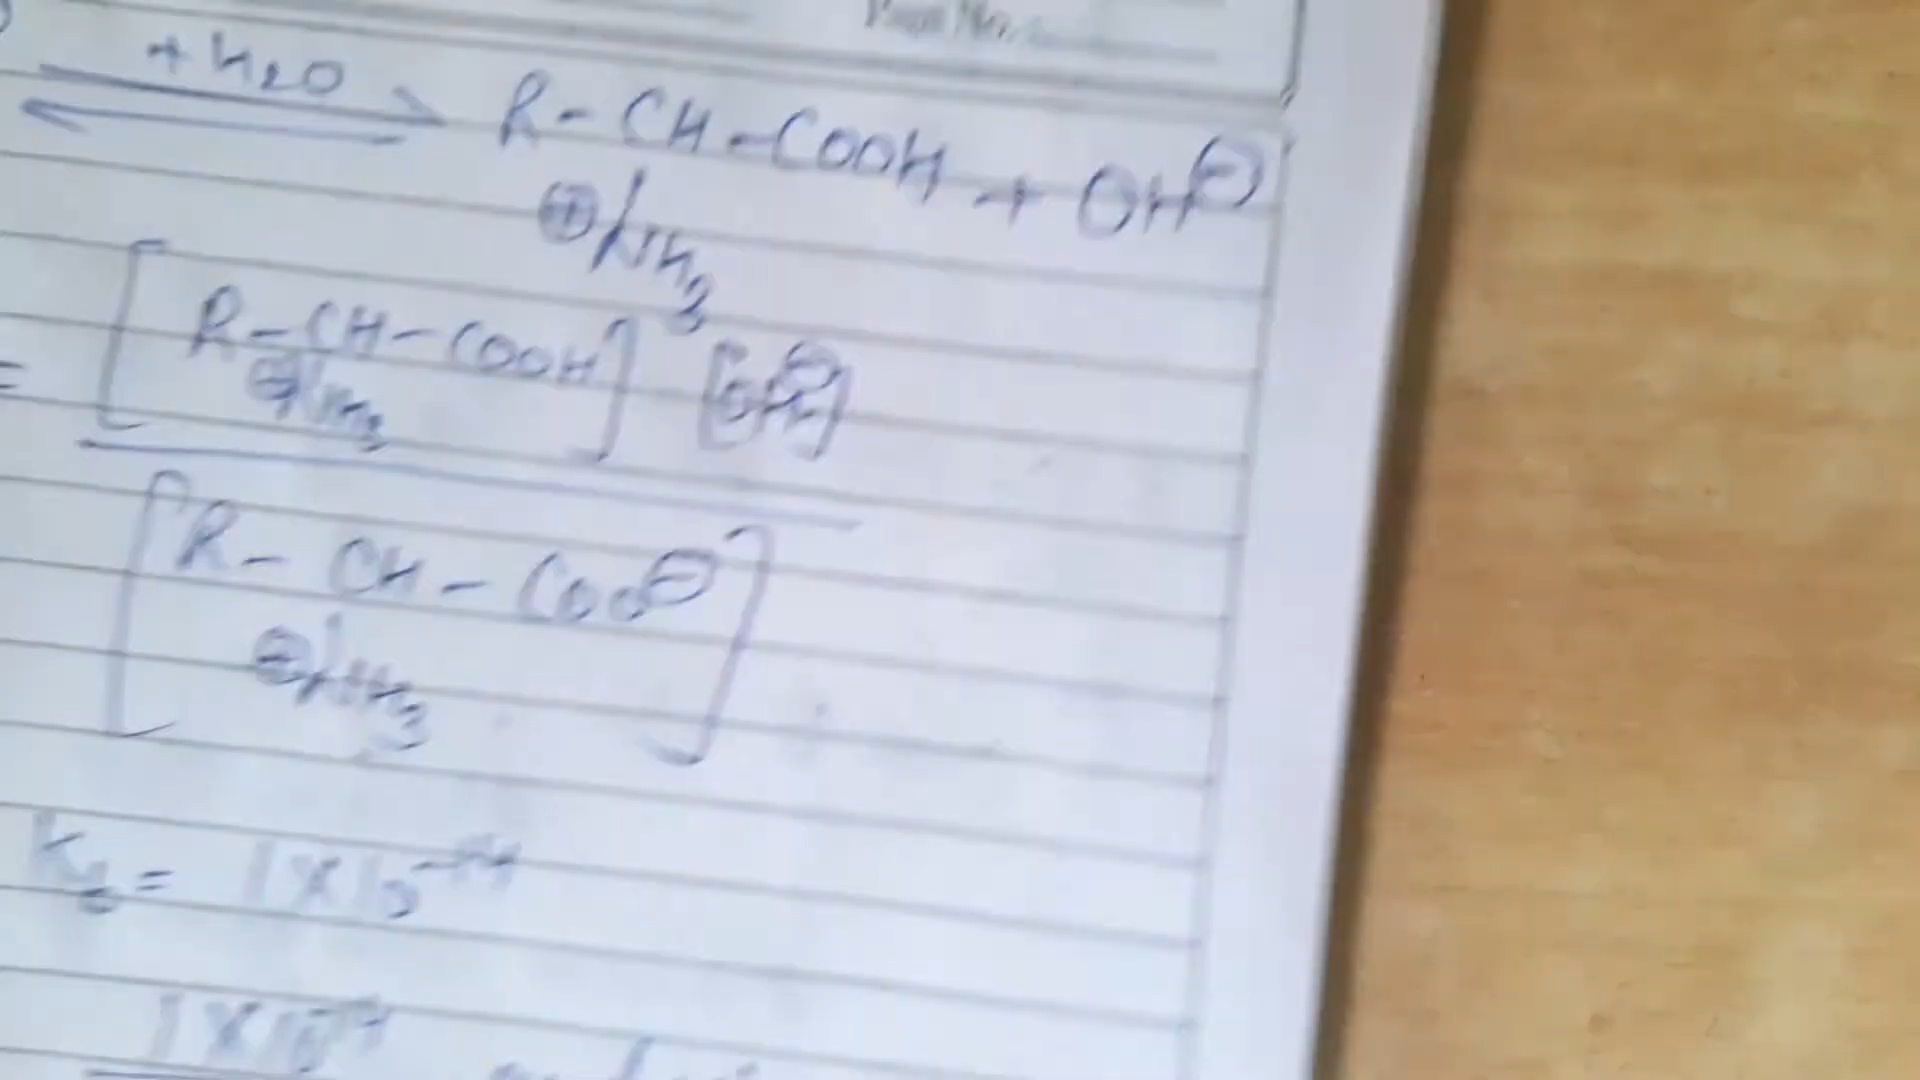 Page No.
+ H2O ⇌ R - CH - COOH + OH⊖
⊕ NH3
= [R - CH - COOH] [OH⊖]
⊕ NH3
[R - CH - COO⊖]
⊕ NH3
Kb = 1 X 10-14
1 X 10-14